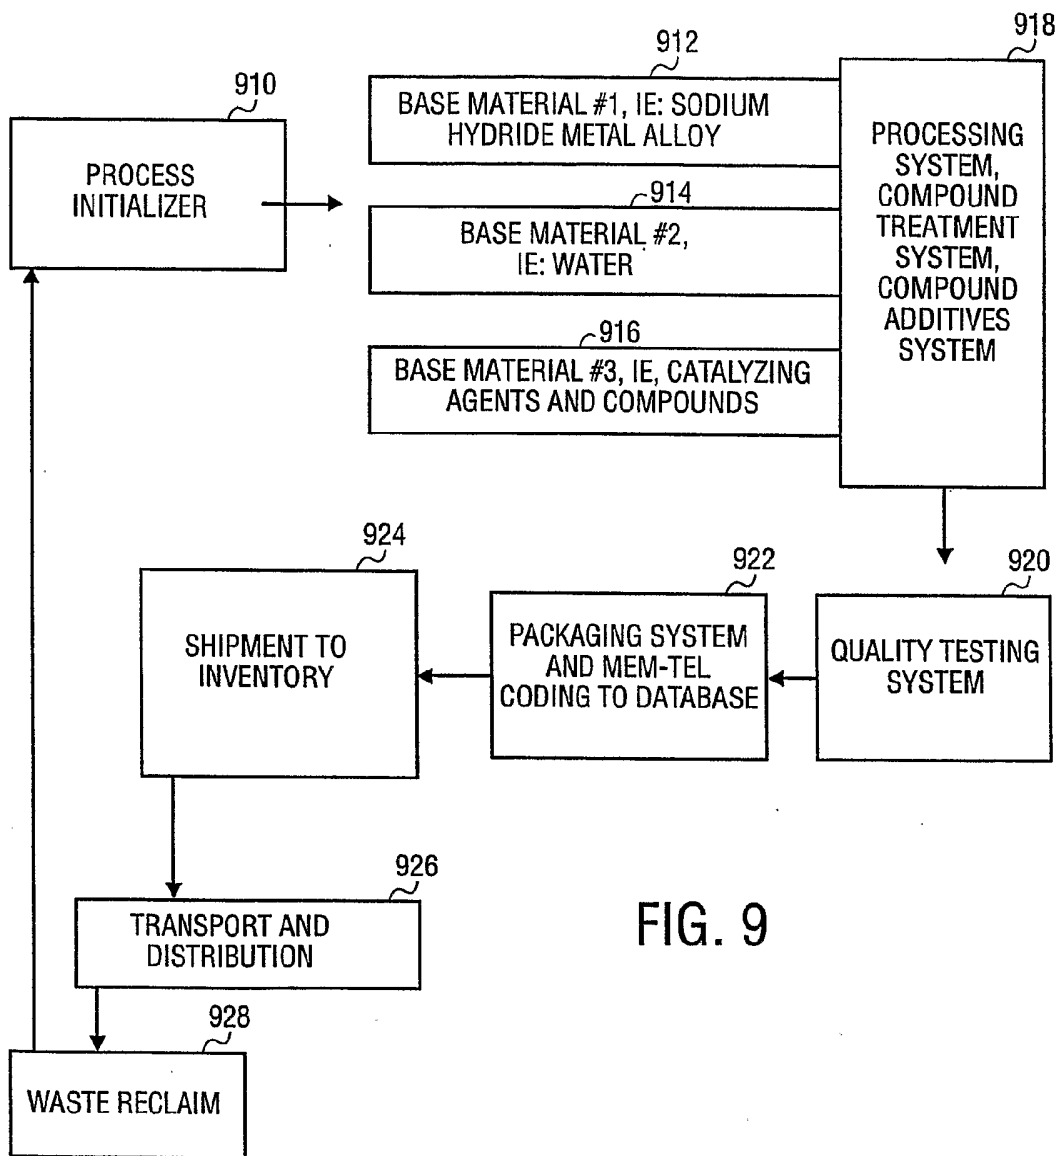 910
PROCESS
INITIALIZER
912
BASE MATERIAL #1, IE: SODIUM
HYDRIDE METAL ALLOY
914
BASE MATERIAL #2,
IE: WATER
916
BASE MATERIAL #3, IE, CATALYZING
AGENTS AND COMPOUNDS
918
PROCESSING
SYSTEM,
COMPOUND
TREATMENT
SYSTEM,
COMPOUND
ADDITIVES
SYSTEM
920
QUALITY TESTING
SYSTEM
922
PACKAGING SYSTEM
AND MEM-TEL
CODING TO DATABASE
924
SHIPMENT TO
INVENTORY
926
TRANSPORT AND
DISTRIBUTION
928
WASTE RECLAIM
FIG. 9